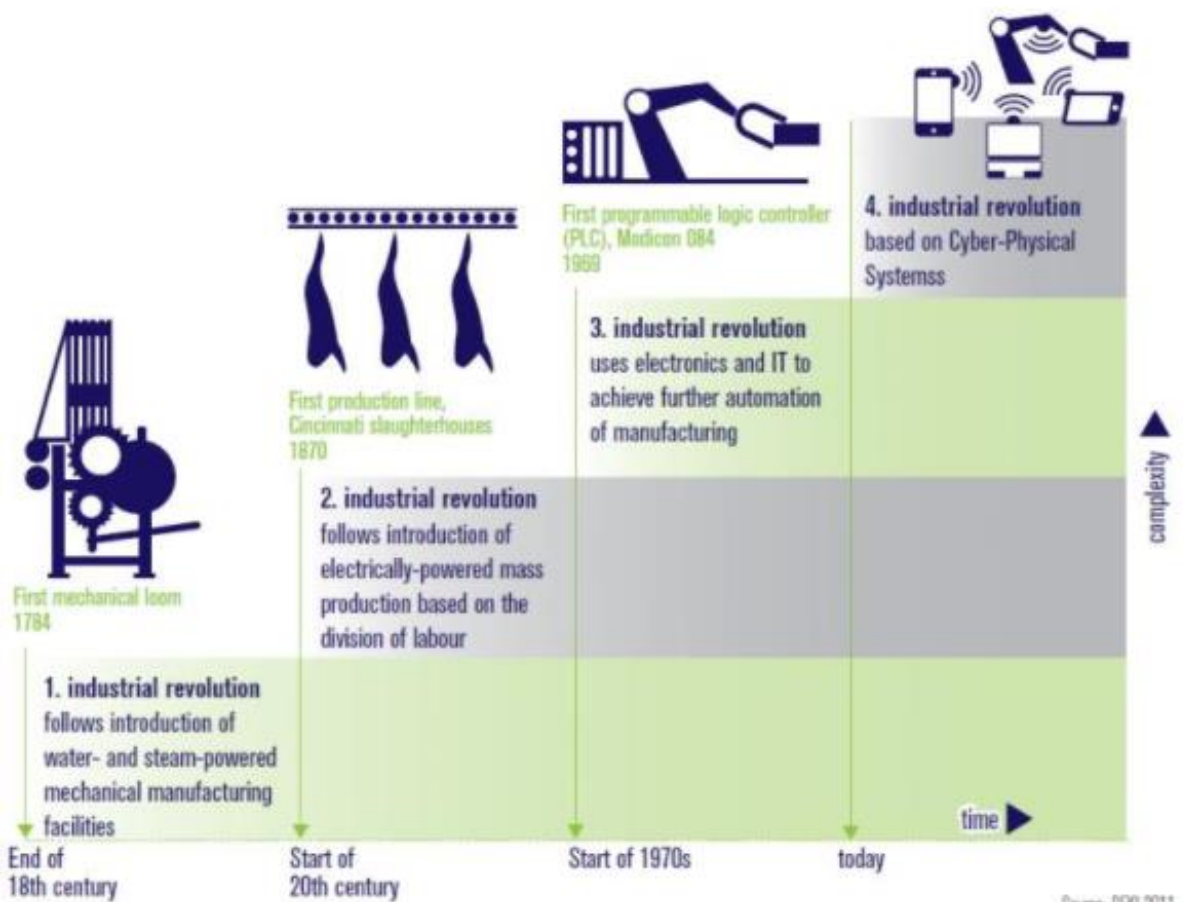 First mechanical loom
1784
1. industrial revolution
follows introduction of
water- and steam-powered
mechanical manufacturing
facilities
End of
18th century
First production line,
Cincinnati slaughterhouses
1870
2. industrial revolution
follows introduction of
electrically-powered mass
production based on the
division of labour
Start of
20th century
First programmable logic controller
(PLC), Modicon 084
1969
3. industrial revolution
uses electronics and IT to
achieve further automation
of manufacturing
Start of 1970s
4. industrial revolution
based on Cyber-Physical
Systemss
today
time
complexity